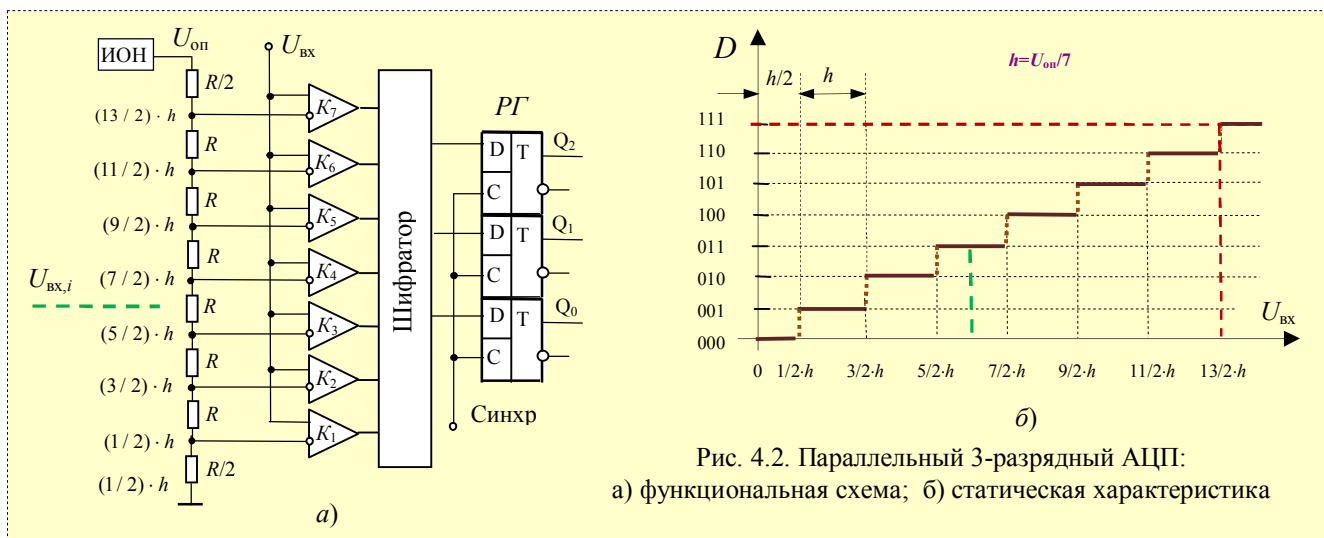 ИОН
Uоп
Uвх
R/2
(13 / 2) · h
K7
R
(11 / 2) · h
K6
R
(9 / 2) · h
K5
R
(7 / 2) · h
K4
Uвх,i
R
(5 / 2) · h
K3
R
(3 / 2) · h
K2
R
(1 / 2) · h
K1
R/2
(1 / 2) · h
Шифратор
РГ
D T Q2
C
D T Q1
C
D T Q0
C
Синхр
а)
D
h/2
h
h=Uоп/7
111
110
101
100
011
010
001
000
Uвх
0 1/2·h 3/2·h 5/2·h 7/2·h 9/2·h 11/2·h 13/2·h
б)
Рис. 4.2. Параллельный 3-разрядный АЦП:
а) функциональная схема; б) статическая характеристика